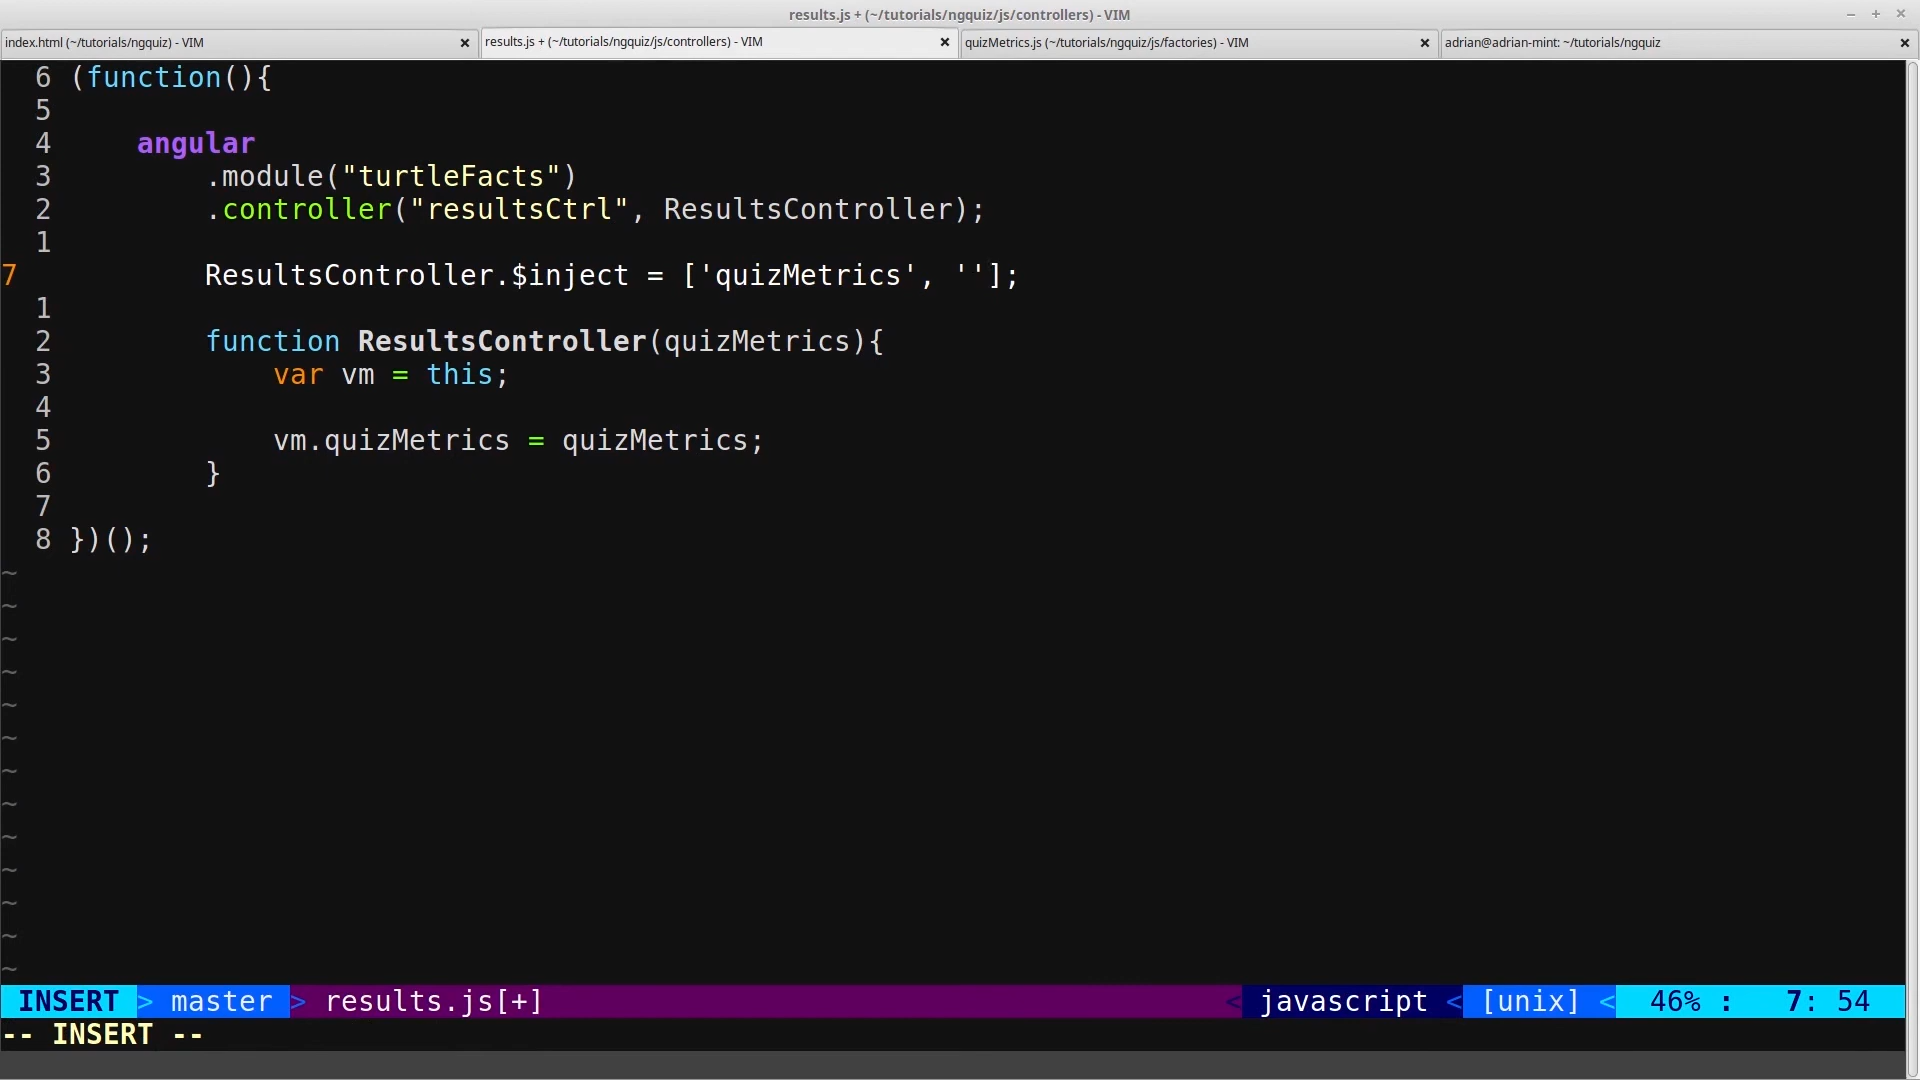 results.js + (~/tutorials/ngquiz/js/controllers) - VIM
index.html (~/tutorials/ngquiz) - VIM × results.js + (~/tutorials/ngquiz/js/controllers) - VIM × quizMetrics.js (~/tutorials/ngquiz/js/factories) - VIM × adrian@adrian-mint: ~/tutorials/ngquiz ×
6 (function(){
5
4     angular
3         .module("turtleFacts")
2         .controller("resultsCtrl", ResultsController);
1
7         ResultsController.$inject = ['quizMetrics', ''];
1
2         function ResultsController(quizMetrics){
3             var vm = this;
4
5             vm.quizMetrics = quizMetrics;
6         }
7
8 })();
~
~
~
~
~
~
~
~
~
~
~
~
~
INSERT > master > results.js[+] < javascript < [unix] < 46% : 7: 54
-- INSERT --